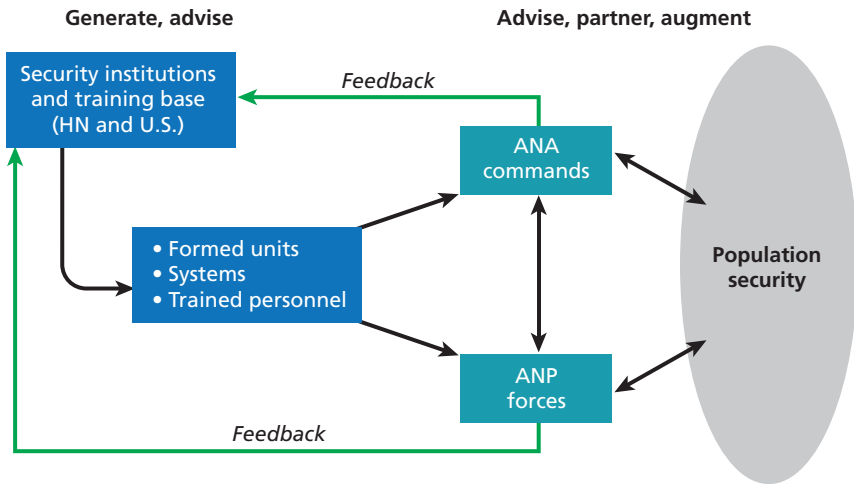 Generate, advise
Advise, partner, augment
Security institutions
and training base
(HN and U.S.)
Feedback
ANA
commands
• Formed units
• Systems
• Trained personnel
Population
security
ANP
forces
Feedback